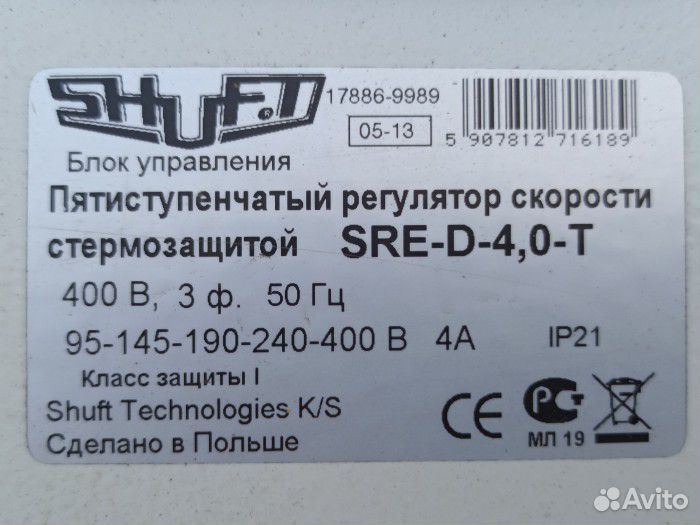 SHUFT®
17886-9989
05-13
5 907812 716189
Блок управления
Пятиступенчатый регулятор скорости
стермозащитой SRE-D-4,0-T
400 В, 3 ф. 50 Гц
95-145-190-240-400 В 4А IP21
Класс защиты I
Shuft Technologies K/S
Сделано в Польше
CE
РСТ
МЛ 19
Avito